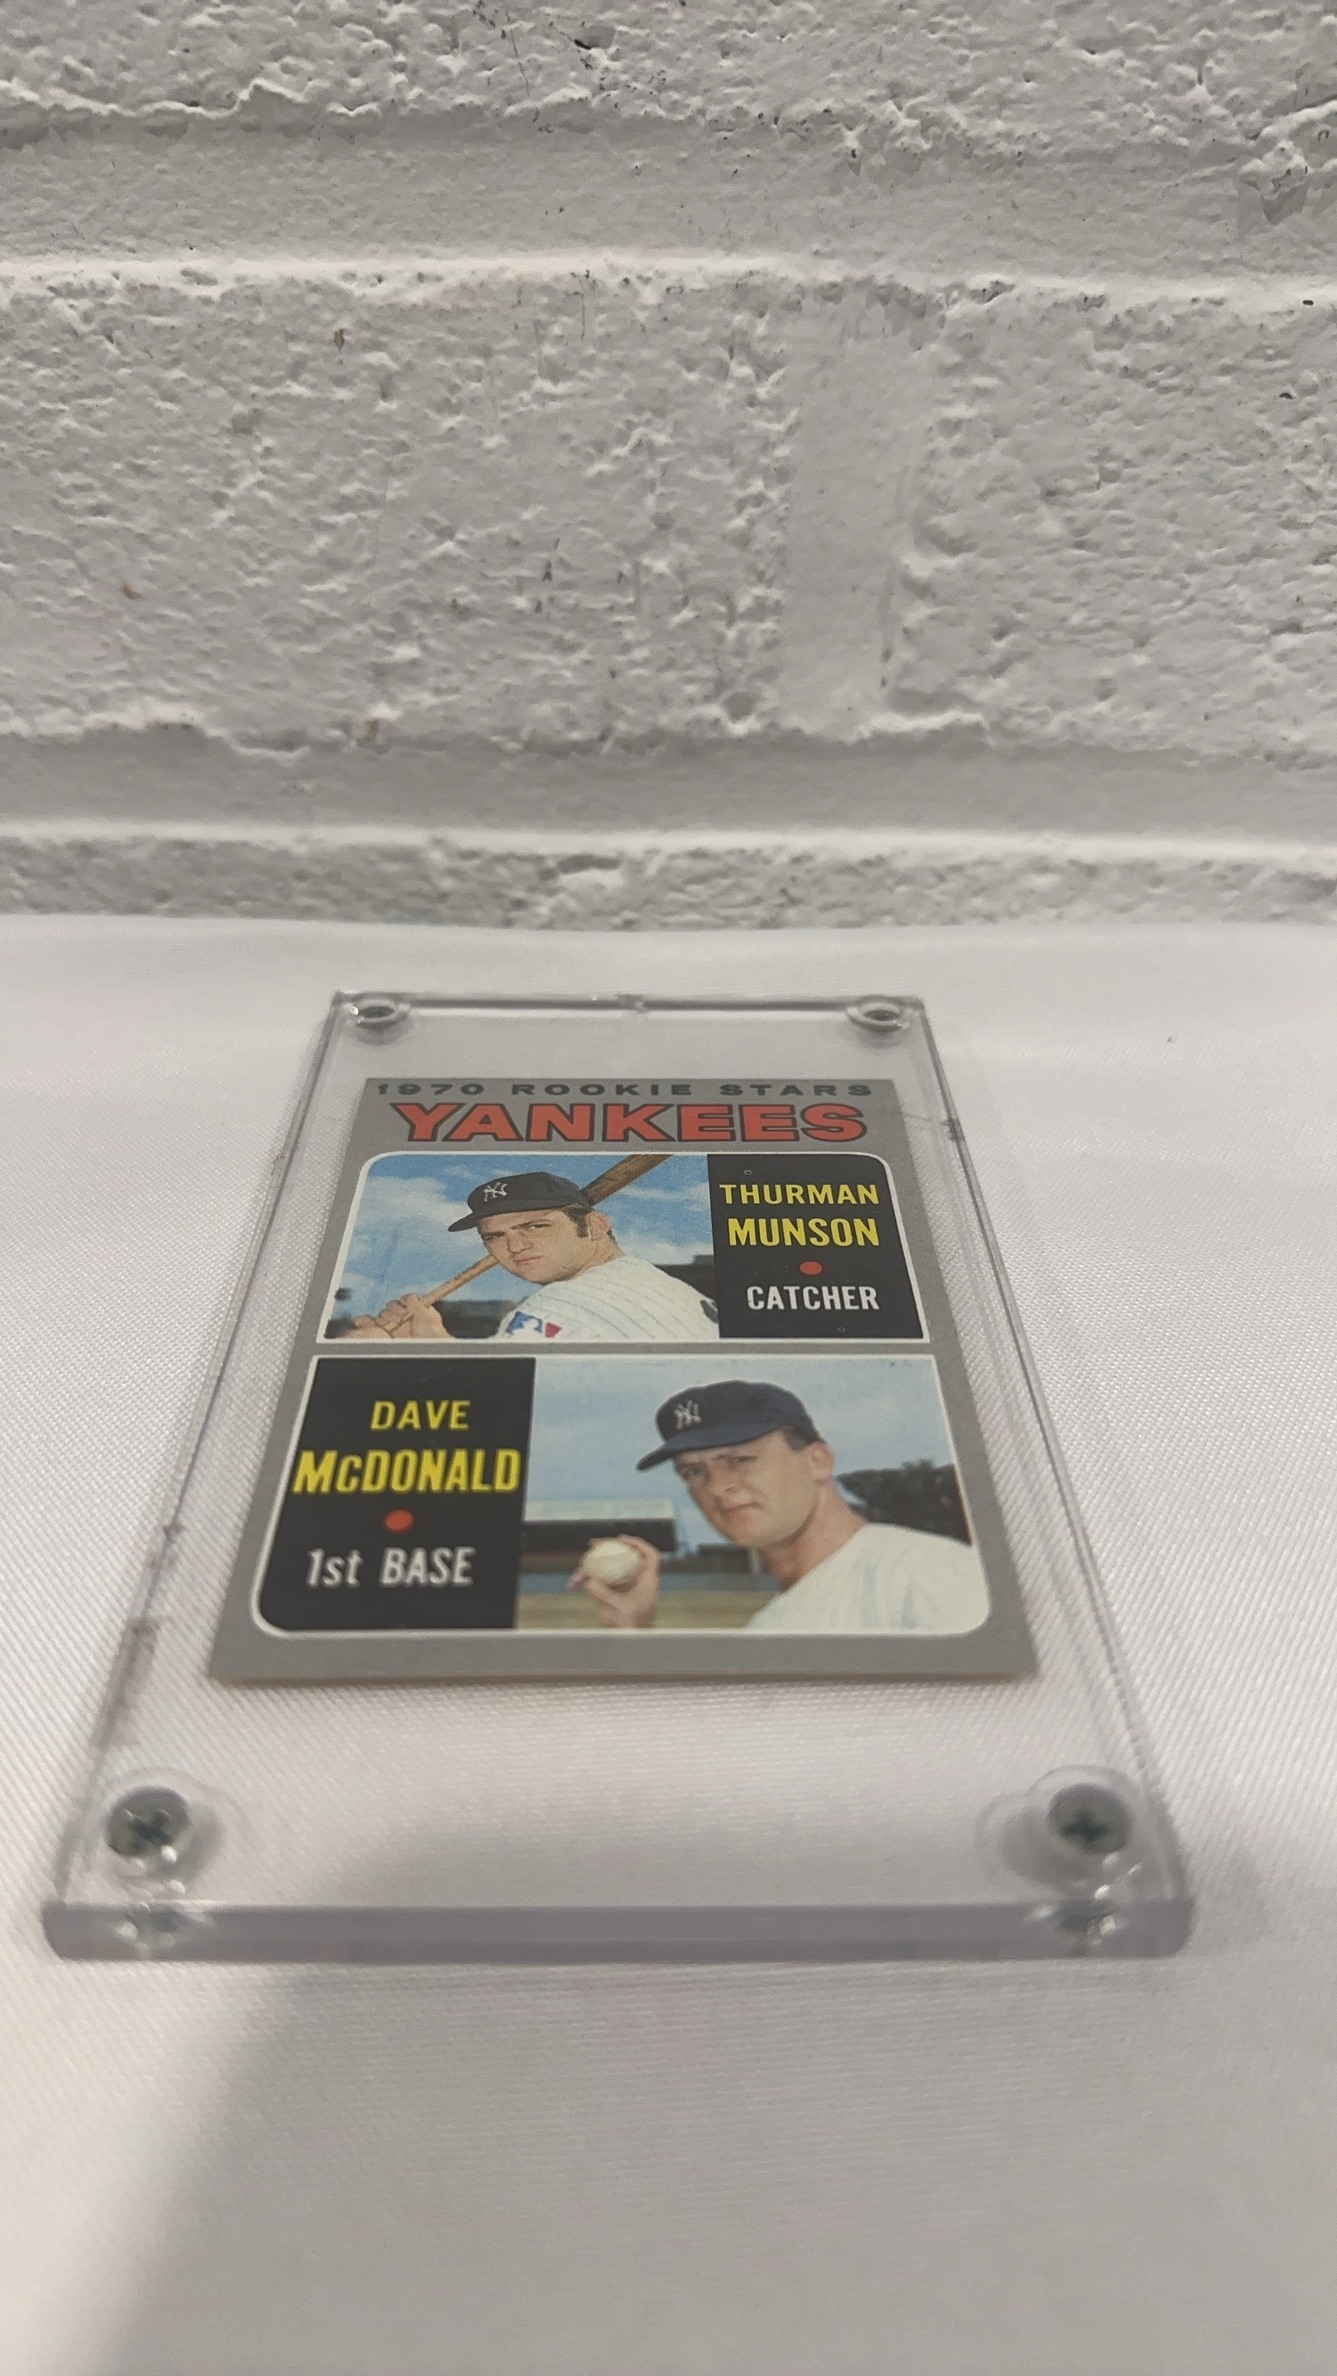 1970 ROOKIE STARS
YANKEES
THURMAN
MUNSON
CATCHER
DAVE
McDONALD
1st BASE